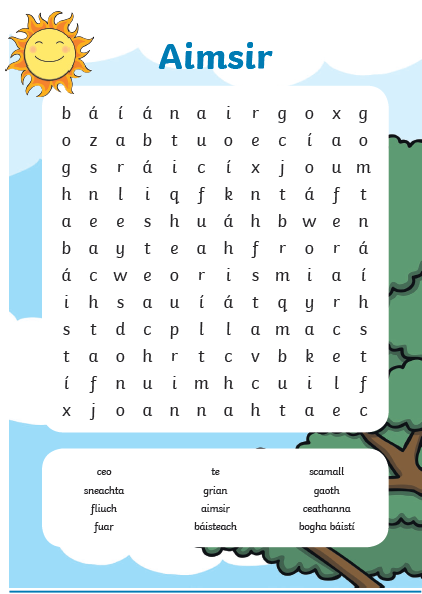 Aimsir
b á í á n a i r g o x g
o z a b t u o e c í a o
g s r á i c í x j o u m
h n l i q f k n t á f t
a e e s h u á h b w e n
b a y t e a h f r o r á
á c w e o r i s m i a í
i h s a u í á t q y r h
s t d c p l l a m a c s
t a o h r t c v b k e t
í f n u i m h c u i l f
x j o a n n a h t a e c
ceo te scamall
sneachta grian gaoth
fliuch aimsir ceathanna
fuar báisteach bogha báistí